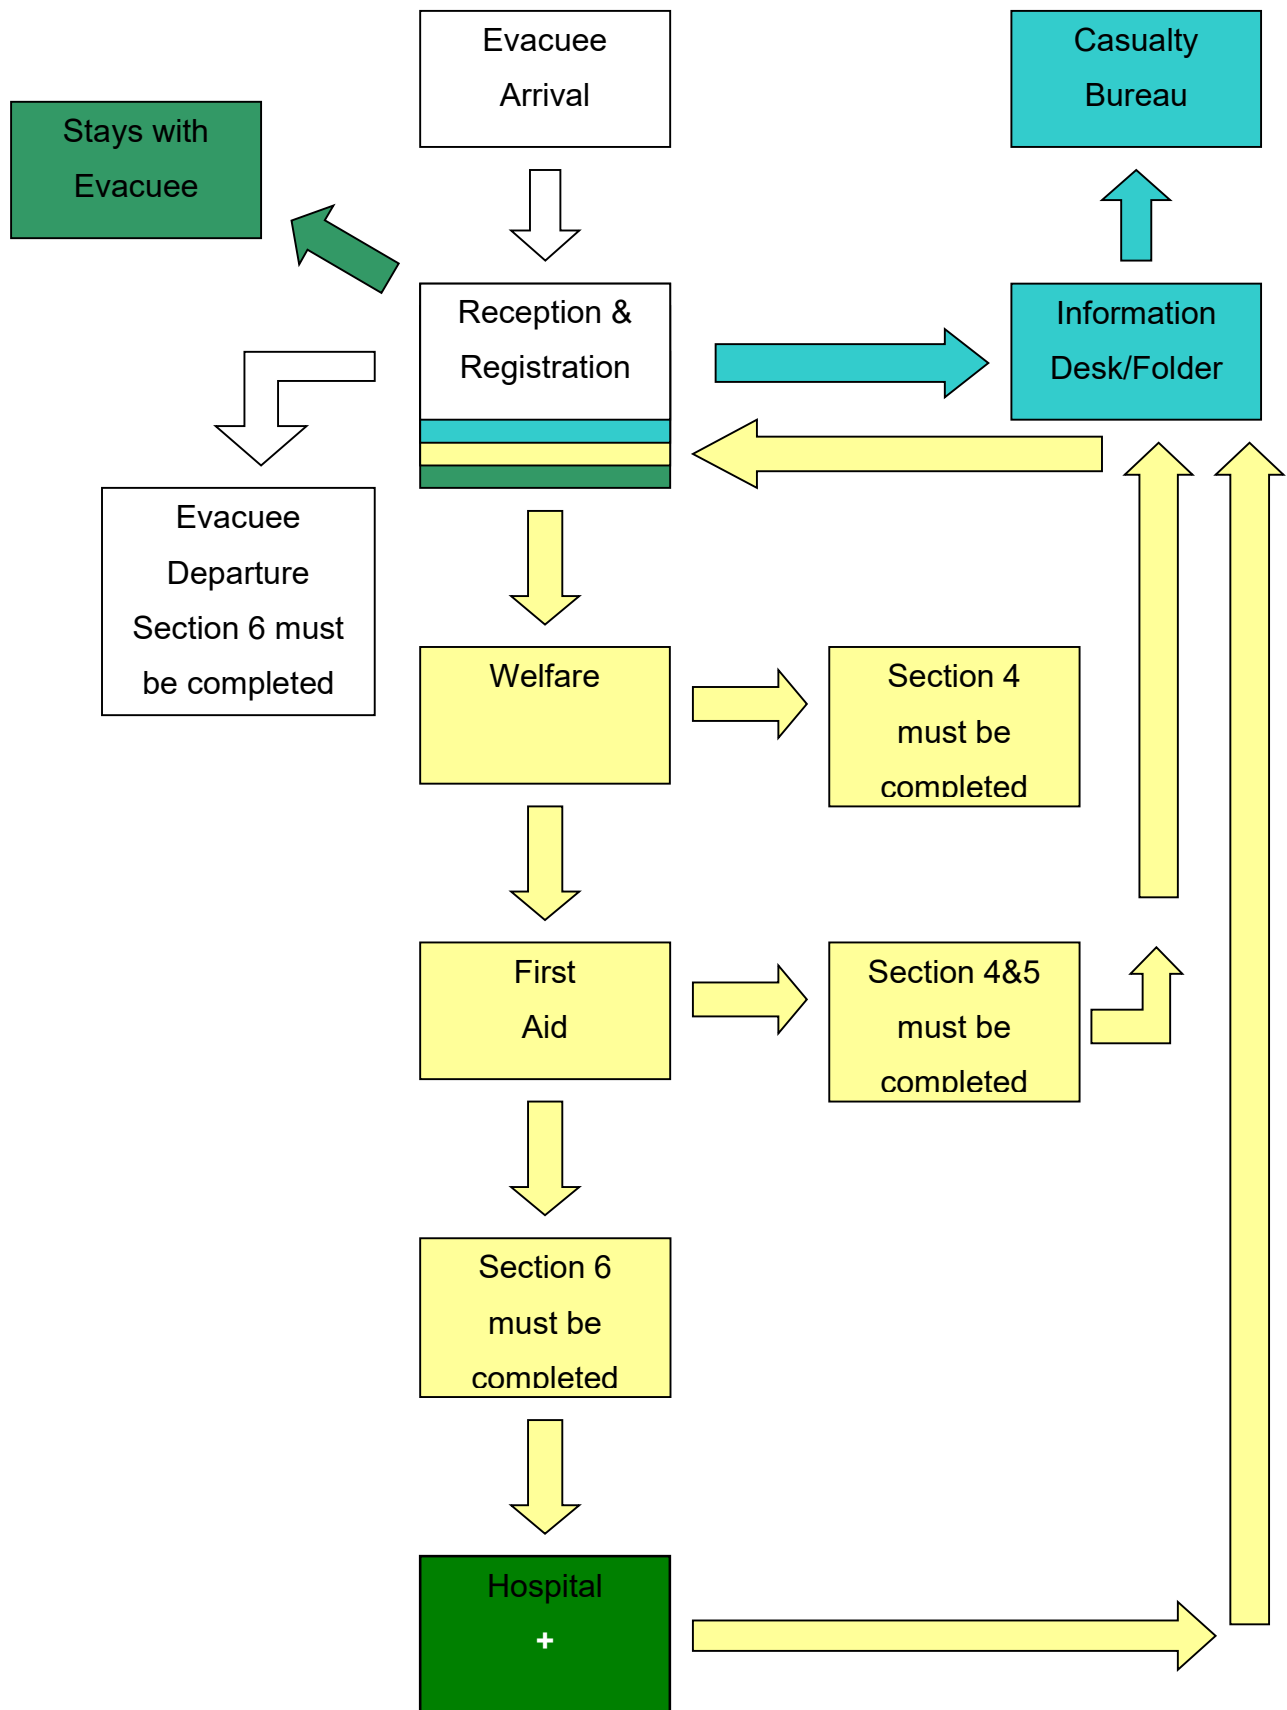 Evacuee
Arrival
Casualty
Bureau
Stays with
Evacuee
Reception &
Registration
Information
Desk/Folder
Evacuee
Departure
Section 6 must
be completed
Welfare
Section 4
must be
completed
First
Aid
Section 4&5
must be
completed
Section 6
must be
completed
Hospital
+